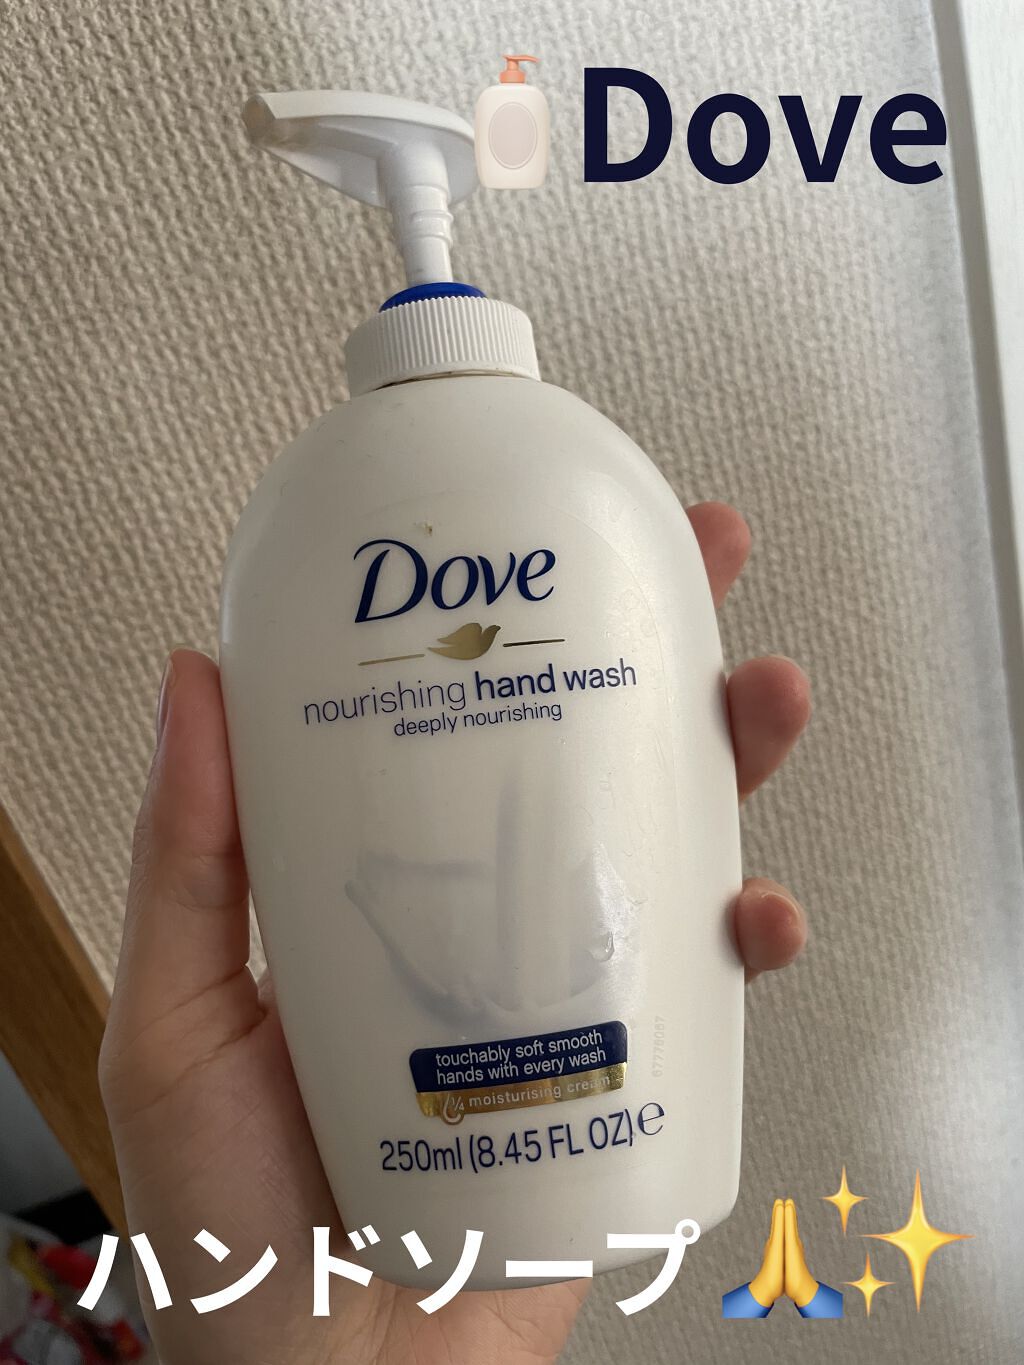 🧴Dove
Dove
nourishing hand wash
deeply nourishing
touchably soft smooth
hands with every wash
¼ moisturising cream
250ml (8.45 FL OZ) ℮
67776067
ハンドソープ🙏✨